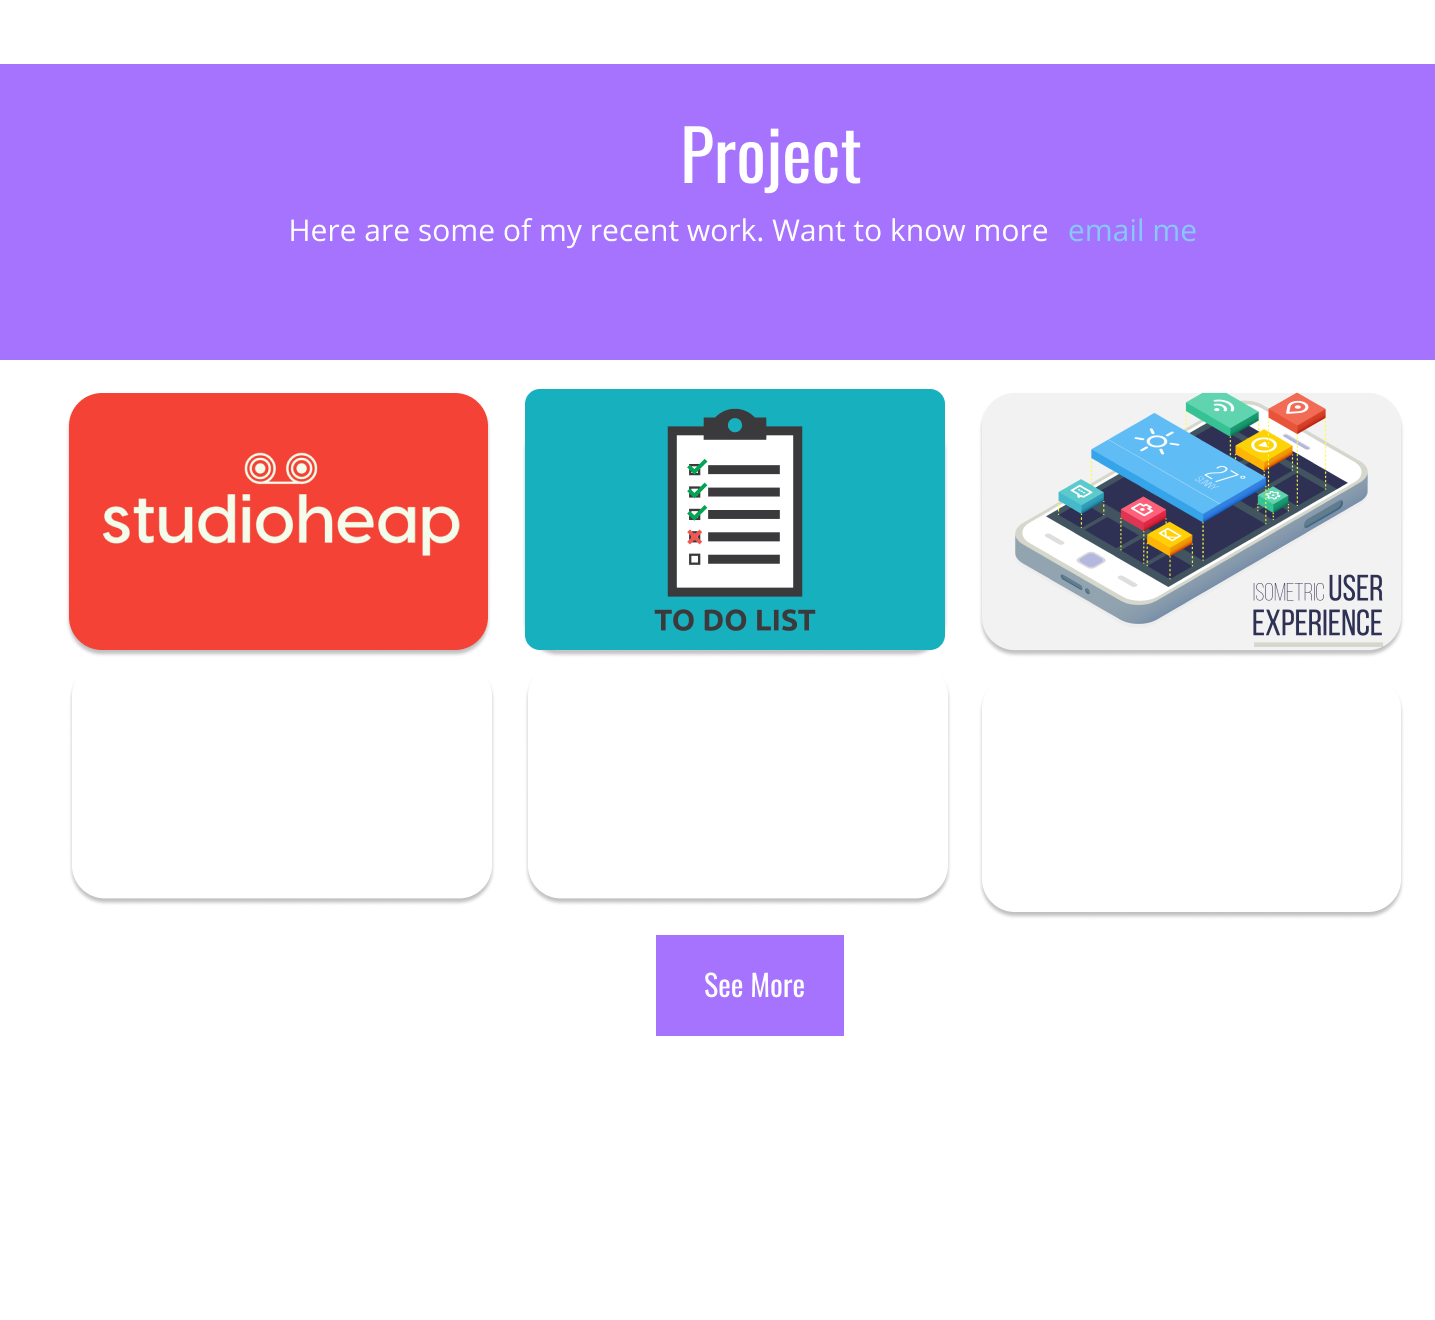 Project
Here are some of my recent work. Want to know more email me
studioheap
TO DO LIST
27°
SUNNY
ISOMETRIC USER
EXPERIENCE
See More